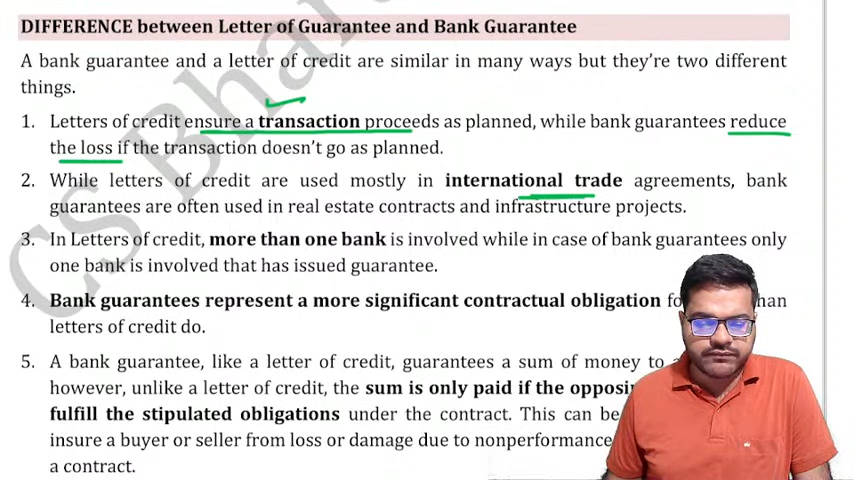 DIFFERENCE between Letter of Guarantee and Bank Guarantee
A bank guarantee and a letter of credit are similar in many ways but they're two different
things.
1. Letters of credit ensure a transaction proceeds as planned, while bank guarantees reduce
the loss if the transaction doesn't go as planned.
2. While letters of credit are used mostly in international trade agreements, bank
guarantees are often used in real estate contracts and infrastructure projects.
3. In Letters of credit, more than one bank is involved while in case of bank guarantees only
one bank is involved that has issued guarantee.
4. Bank guarantees represent a more significant contractual obligation
letters of credit do.
5. A bank guarantee, like a letter of credit, guarantees a sum of money to
however, unlike a letter of credit, the sum is only paid if the
fulfill the stipulated obligations under the contract. This can be
insure a buyer or seller from loss or damage due to nonperformance
a contract.
CS